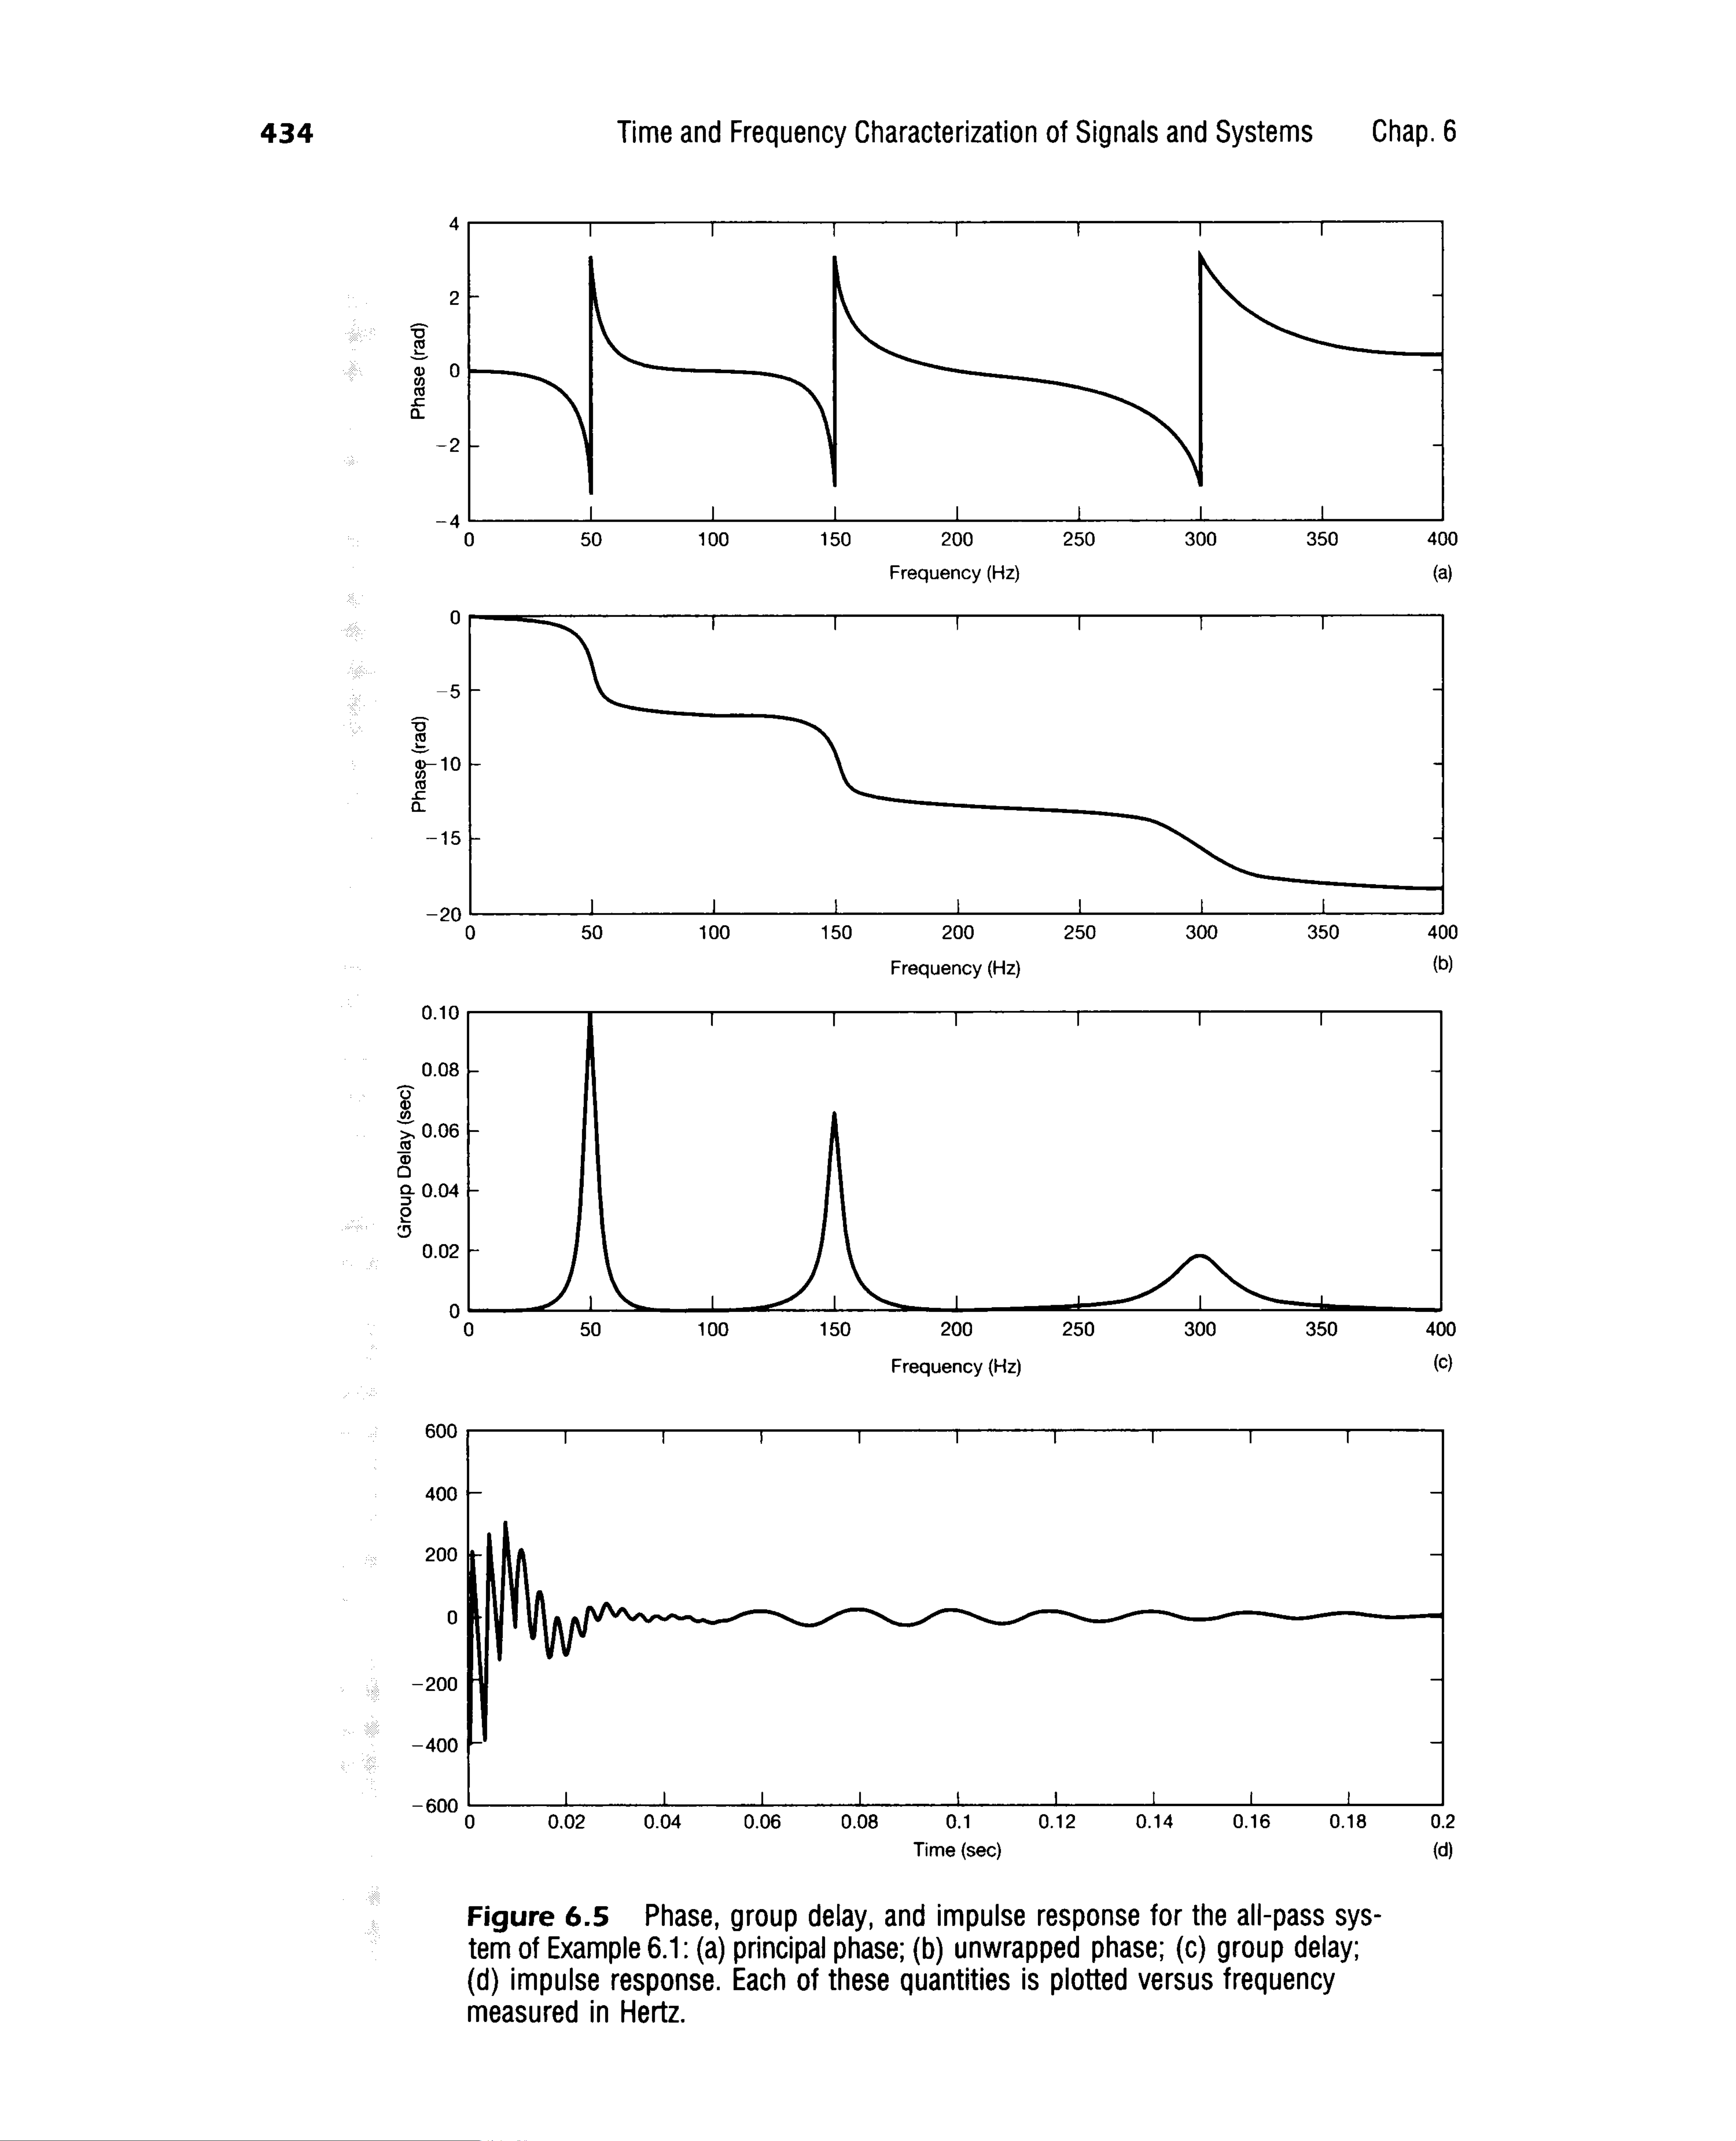 434 Time and Frequency Characterization of Signals and Systems Chap. 6
4
2
0
−2
−4
Phase (rad)
0 50 100 150 200 250 300 350 400
Frequency (Hz) (a)
0
−5
−10
−15
−20
Phase (rad)
0 50 100 150 200 250 300 350 400
Frequency (Hz) (b)
0.10
0.08
0.06
0.04
0.02
0
Group Delay (sec)
0 50 100 150 200 250 300 350 400
Frequency (Hz) (c)
600
400
200
0
−200
−400
−600
0 0.02 0.04 0.06 0.08 0.1 0.12 0.14 0.16 0.18 0.2
Time (sec) (d)
Figure 6.5 Phase, group delay, and impulse response for the all-pass sys-
tem of Example 6.1: (a) principal phase; (b) unwrapped phase; (c) group delay;
(d) impulse response. Each of these quantities is plotted versus frequency
measured in Hertz.